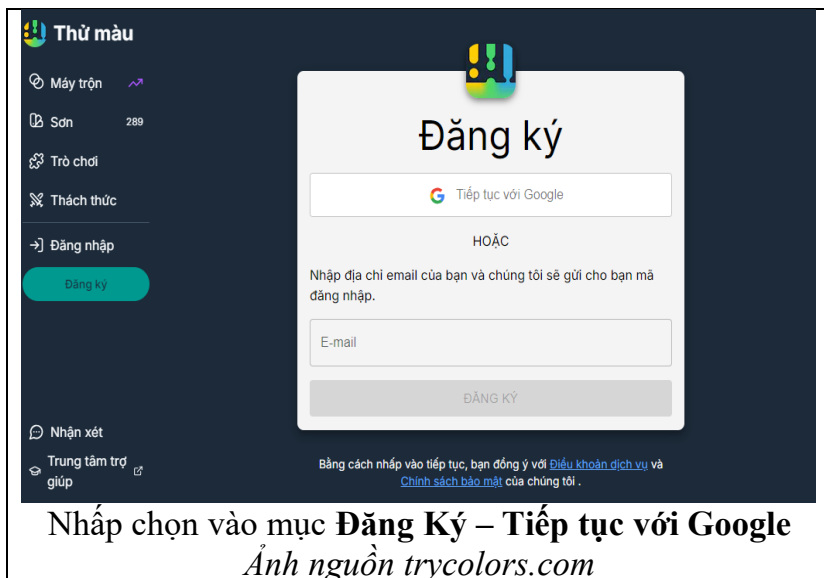 Thử màu
Máy trộn
Sơn 289
Trò chơi
Thách thức
Đăng nhập
Đăng ký
Nhận xét
Trung tâm trợ
giúp
Đăng ký
Tiếp tục với Google
HOẶC
Nhập địa chỉ email của bạn và chúng tôi sẽ gửi cho bạn mã
đăng nhập.
E-mail
ĐĂNG KÝ
Bằng cách nhấp vào tiếp tục, bạn đồng ý với Điều khoản dịch vụ và
Chính sách bảo mật của chúng tôi .
Nhấp chọn vào mục Đăng Ký – Tiếp tục với Google
Ảnh nguồn trycolors.com